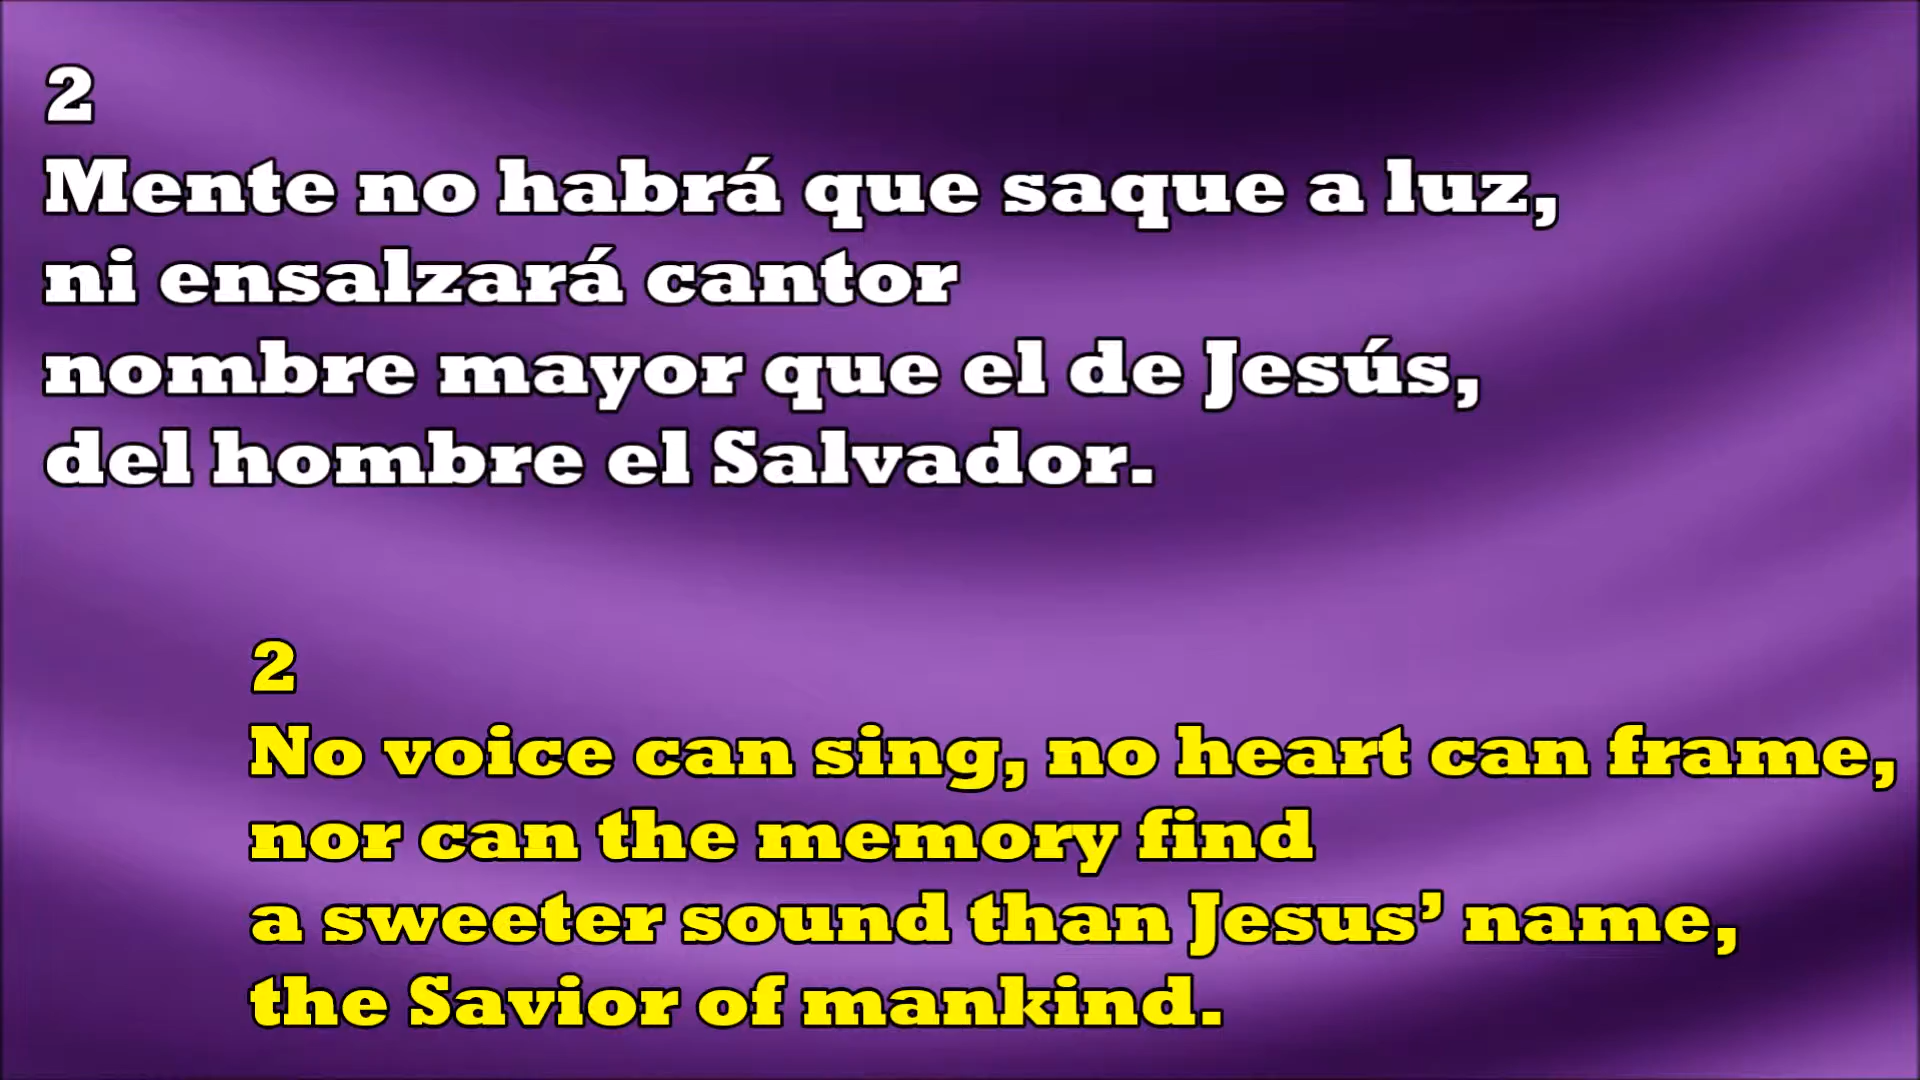 2
Mente no habrá que saque a luz,
ni ensalzará cantor
nombre mayor que el de Jesús,
del hombre el Salvador.
2
No voice can sing, no heart can frame,
nor can the memory find
a sweeter sound than Jesus’ name,
the Savior of mankind.